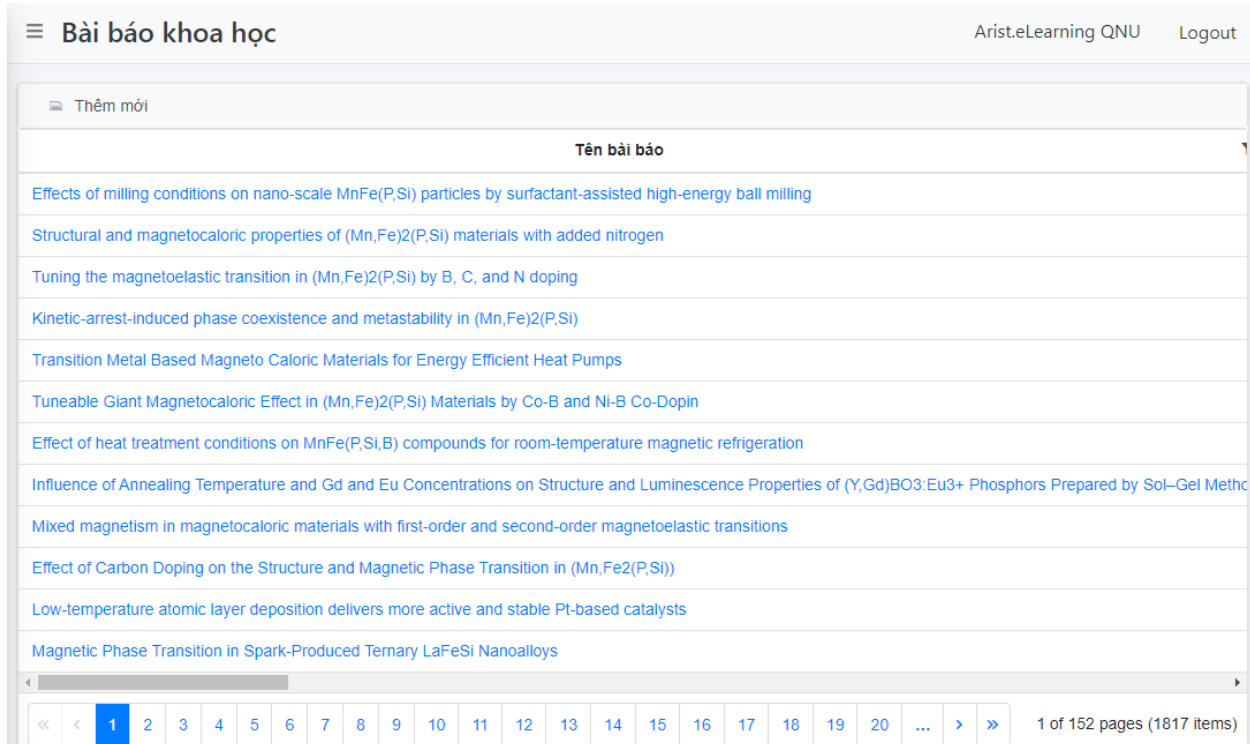 Bài báo khoa học Arist.eLearning QNU Logout
Thêm mới
Tên bài báo
Effects of milling conditions on nano-scale MnFe(P,Si) particles by surfactant-assisted high-energy ball milling
Structural and magnetocaloric properties of (Mn,Fe)2(P,Si) materials with added nitrogen
Tuning the magnetoelastic transition in (Mn,Fe)2(P,Si) by B, C, and N doping
Kinetic-arrest-induced phase coexistence and metastability in (Mn,Fe)2(P,Si)
Transition Metal Based Magneto Caloric Materials for Energy Efficient Heat Pumps
Tuneable Giant Magnetocaloric Effect in (Mn,Fe)2(P,Si) Materials by Co-B and Ni-B Co-Dopin
Effect of heat treatment conditions on MnFe(P,Si,B) compounds for room-temperature magnetic refrigeration
Influence of Annealing Temperature and Gd and Eu Concentrations on Structure and Luminescence Properties of (Y,Gd)BO3:Eu3+ Phosphors Prepared by Sol–Gel Metho
Mixed magnetism in magnetocaloric materials with first-order and second-order magnetoelastic transitions
Effect of Carbon Doping on the Structure and Magnetic Phase Transition in (Mn,Fe2(P,Si))
Low-temperature atomic layer deposition delivers more active and stable Pt-based catalysts
Magnetic Phase Transition in Spark-Produced Ternary LaFeSi Nanoalloys
« < 1 2 3 4 5 6 7 8 9 10 11 12 13 14 15 16 17 18 19 20 ... > » 1 of 152 pages (1817 items)